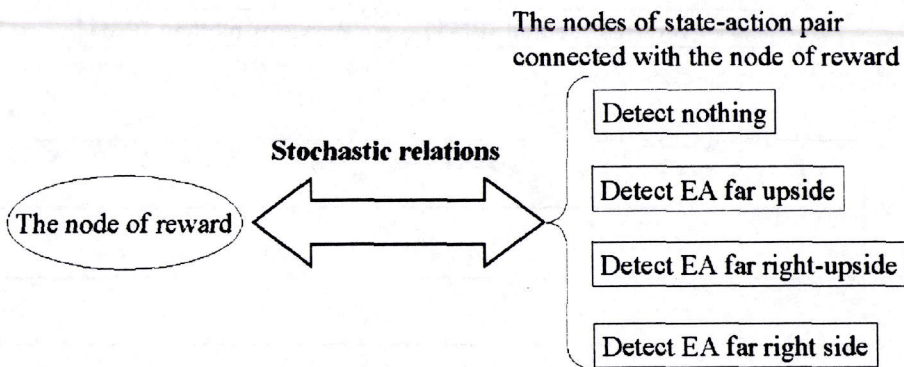 The nodes of state-action pair
connected with the node of reward
Detect nothing
Stochastic relations
Detect EA far upside
The node of reward
Detect EA far right-upside
Detect EA far right side